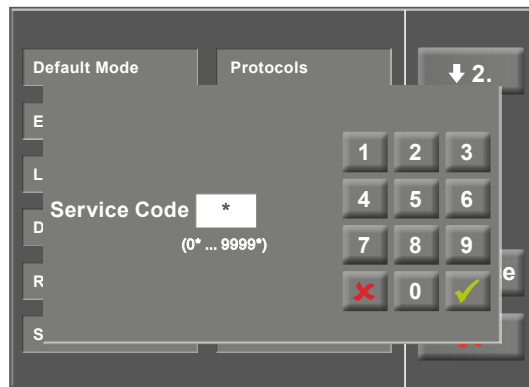 Default Mode
Protocols
2.
E
L
D
R
S
e
Service Code
*
(0* ... 9999*)
1 2 3
4 5 6
7 8 9
0